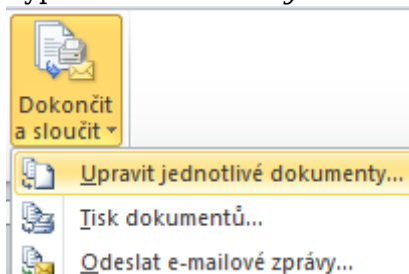 Dokončit
a sloučit
Upravit jednotlivé dokumenty...
Tisk dokumentů...
Odeslat e-mailové zprávy...